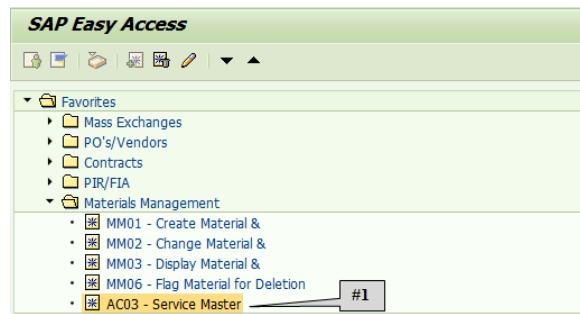 SAP Easy Access
Favorites
Mass Exchanges
PO's/Vendors
Contracts
PIR/FIA
Materials Management
MM01 - Create Material &
MM02 - Change Material &
MM03 - Display Material &
MM06 - Flag Material for Deletion
AC03 - Service Master
#1